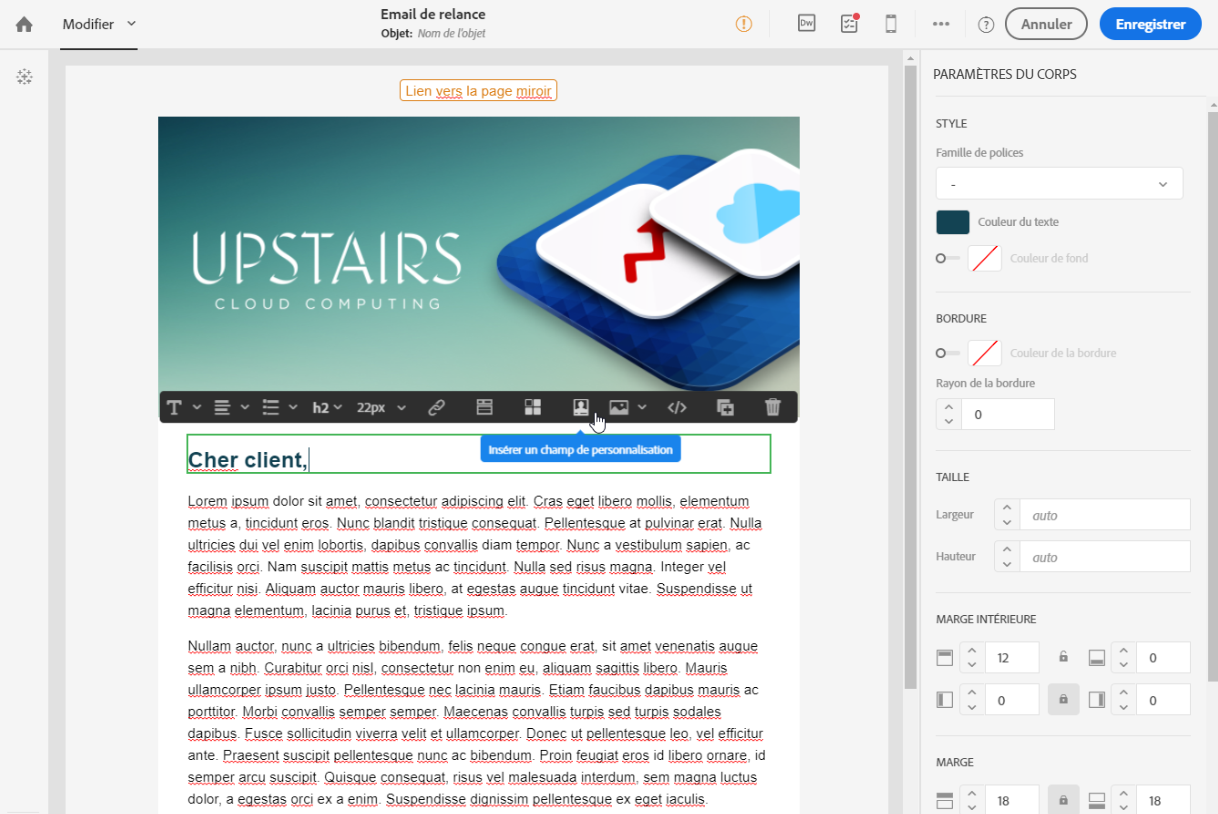 Modifier
Email de relance
Objet: Nom de l'objet
Dw
Annuler
Enregistrer
Lien vers la page miroir
UPSTAIRS
CLOUD COMPUTING
T
h2
22px
Insérer un champ de personnalisation
Cher client,
Lorem ipsum dolor sit amet, consectetur adipiscing elit. Cras eget libero mollis, elementum
metus a, tincidunt eros. Nunc blandit tristique consequat. Pellentesque at pulvinar erat. Nulla
ultricies dui vel enim lobortis, dapibus convallis diam tempor. Nunc a vestibulum sapien, ac
facilisis orci. Nam suscipit mattis metus ac tincidunt. Nulla sed risus magna. Integer vel
efficitur nisi. Aliquam auctor mauris libero, at egestas augue tincidunt vitae. Suspendisse ut
magna elementum, lacinia purus et, tristique ipsum.
Nullam auctor, nunc a ultricies bibendum, felis neque congue erat, sit amet venenatis augue
sem a nibh. Curabitur orci nisl, consectetur non enim eu, aliquam sagittis libero. Mauris
ullamcorper ipsum justo. Pellentesque nec lacinia mauris. Etiam faucibus dapibus mauris ac
porttitor. Morbi convallis semper semper. Maecenas convallis turpis sed turpis sodales
dapibus. Fusce sollicitudin viverra velit et ullamcorper. Donec ut pellentesque leo, vel efficitur
ante. Praesent suscipit pellentesque nunc ac bibendum. Proin feugiat eros id libero ornare, id
semper arcu suscipit. Quisque consequat, risus vel malesuada interdum, sem magna luctus
dolor, a egestas orci ex a enim. Suspendisse dignissim pellentesque ex eget iaculis.
PARAMÈTRES DU CORPS
STYLE
Famille de polices
-
Couleur du texte
Couleur de fond
BORDURE
Couleur de la bordure
Rayon de la bordure
0
TAILLE
Largeur auto
Hauteur auto
MARGE INTÉRIEURE
12 0
0 0
MARGE
18 18